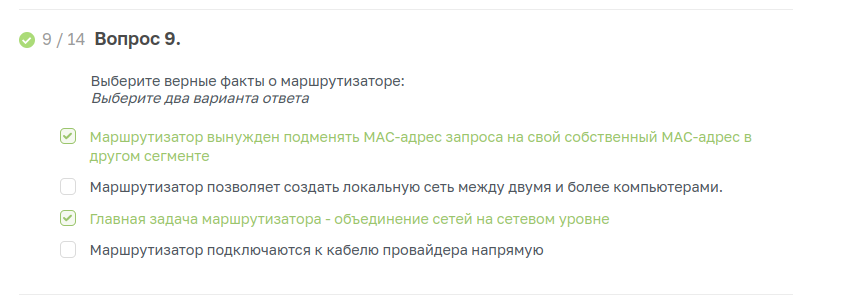 9 / 14 Вопрос 9.
Выберите верные факты о маршрутизаторе:
Выберите два варианта ответа
Маршрутизатор вынужден подменять MAC-адрес запроса на свой собственный MAC-адрес в
другом сегменте
Маршрутизатор позволяет создать локальную сеть между двумя и более компьютерами.
Главная задача маршрутизатора - объединение сетей на сетевом уровне
Маршрутизатор подключаются к кабелю провайдера напрямую